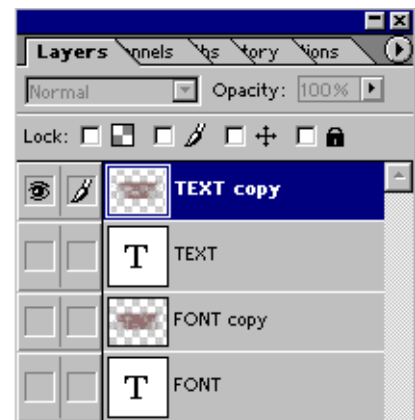 Layers nnels hs tory tions
Normal Opacity: 100%
Lock:
TEXT copy
T TEXT
FONT copy
T FONT